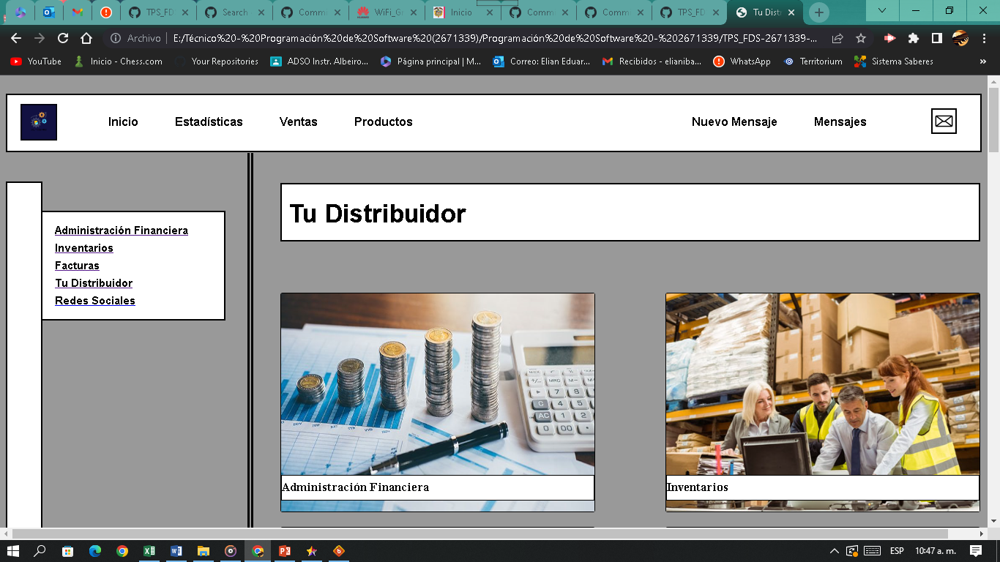 TPS_FD
Search
Comm
WiFi_G
Inicio
Comm
Comm
TPS_FD
Tu Dist
Archivo
E:/Técnico%20-%20Programación%20de%20Software%20(2671339)/Programación%20de%20Software%20-%202671339/TPS_FDS-2671339-...
YouTube
Inicio - Chess.com
Your Repositories
ADSO Instr. Albeiro...
Página principal | M...
Correo: Elian Eduar...
Recibidos - elianiba...
WhatsApp
Territorium
Sistema Saberes
»
Inicio
Estadísticas
Ventas
Productos
Nuevo Mensaje
Mensajes
Administración Financiera
Inventarios
Facturas
Tu Distribuidor
Redes Sociales
Tu Distribuidor
Administración Financiera
Inventarios
ESP
10:47 a. m.